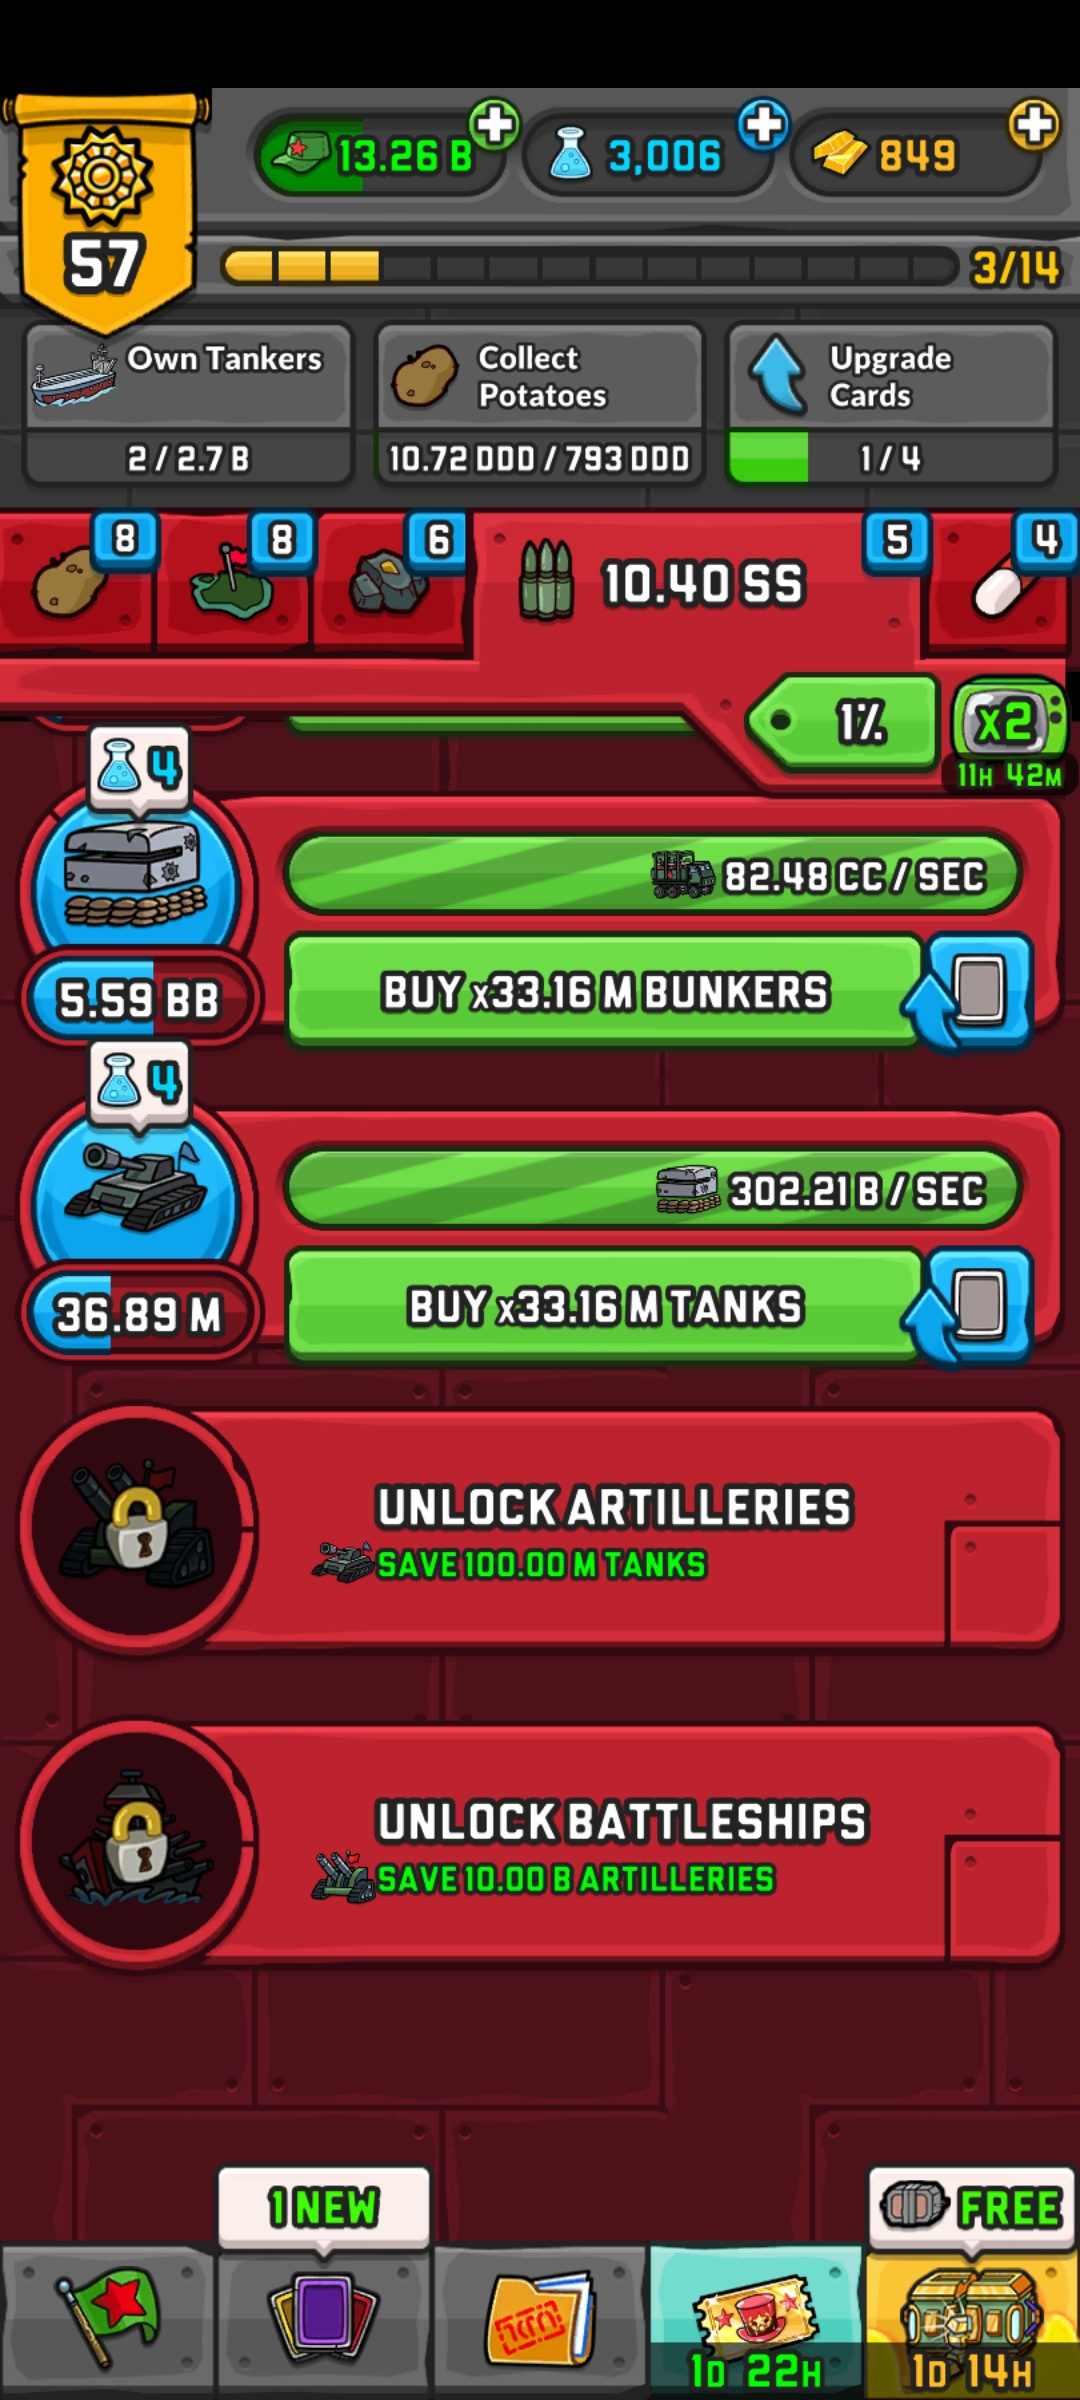 13.26 B
3,006
849
57
3/14
Own Tankers
2 / 2.7 B
Collect
Potatoes
10.72 DDD / 793 DDD
Upgrade
Cards
1 / 4
8
8
6
10.40 SS
5
4
1%
x2
11H 42M
4
82.48 CC / SEC
5.59 BB
BUY x33.16 M BUNKERS
4
302.21 B / SEC
36.89 M
BUY x33.16 M TANKS
UNLOCK ARTILLERIES
SAVE 100.00 M TANKS
UNLOCK BATTLESHIPS
SAVE 10.00 B ARTILLERIES
1 NEW
FREE
1D 22H
1D 14H